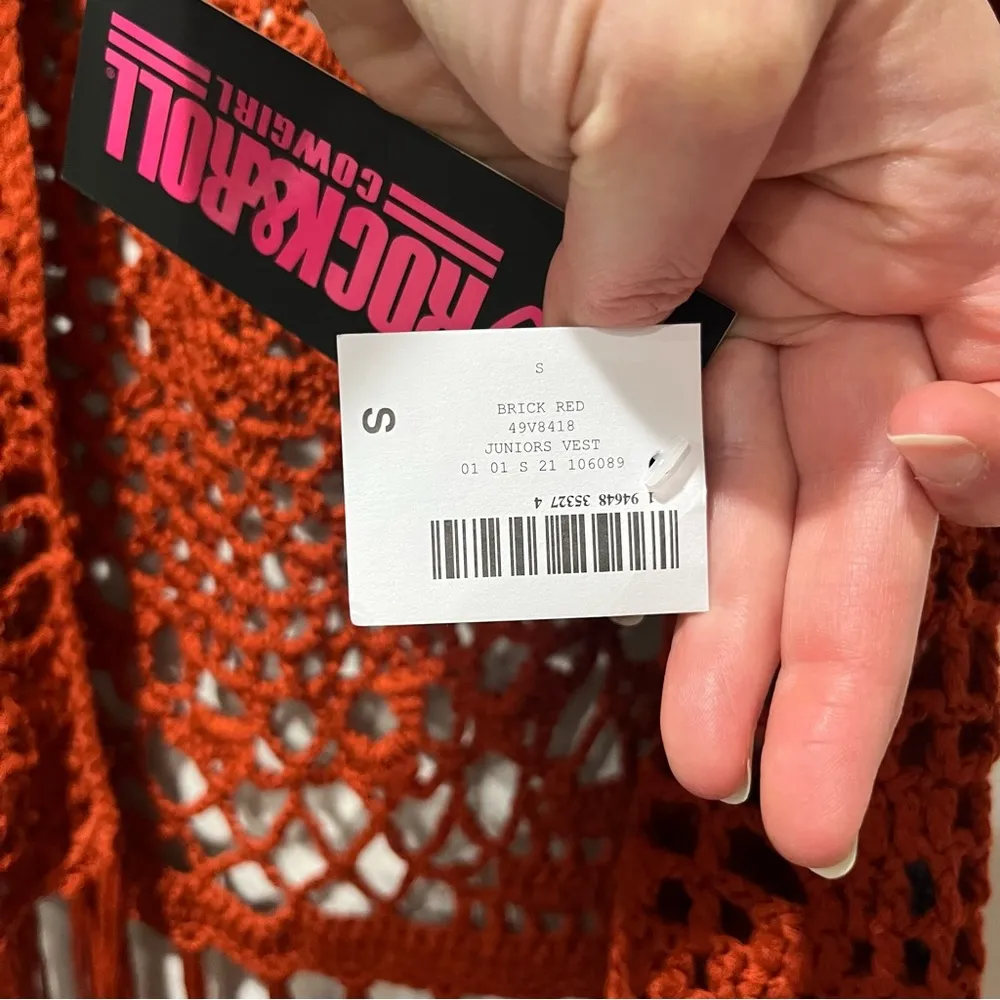 ROCK&ROLL®
COWGIRL
S
S
BRICK RED
49V8418
JUNIORS VEST
01 01 S 21 106089
1 94648 35327 4